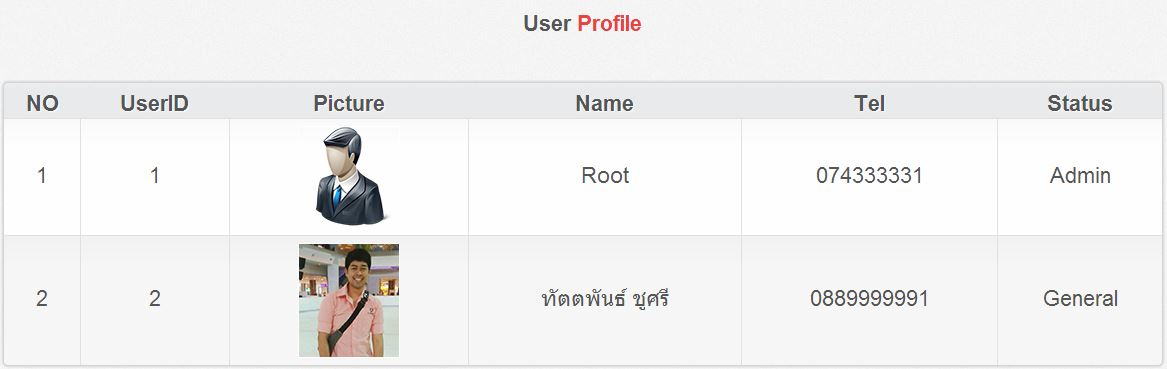 User Profile
NO UserID Picture Name Tel Status
1 1 Root 074333331 Admin
2 2 ทัตตพันธ์ ชูศรี 0889999991 General